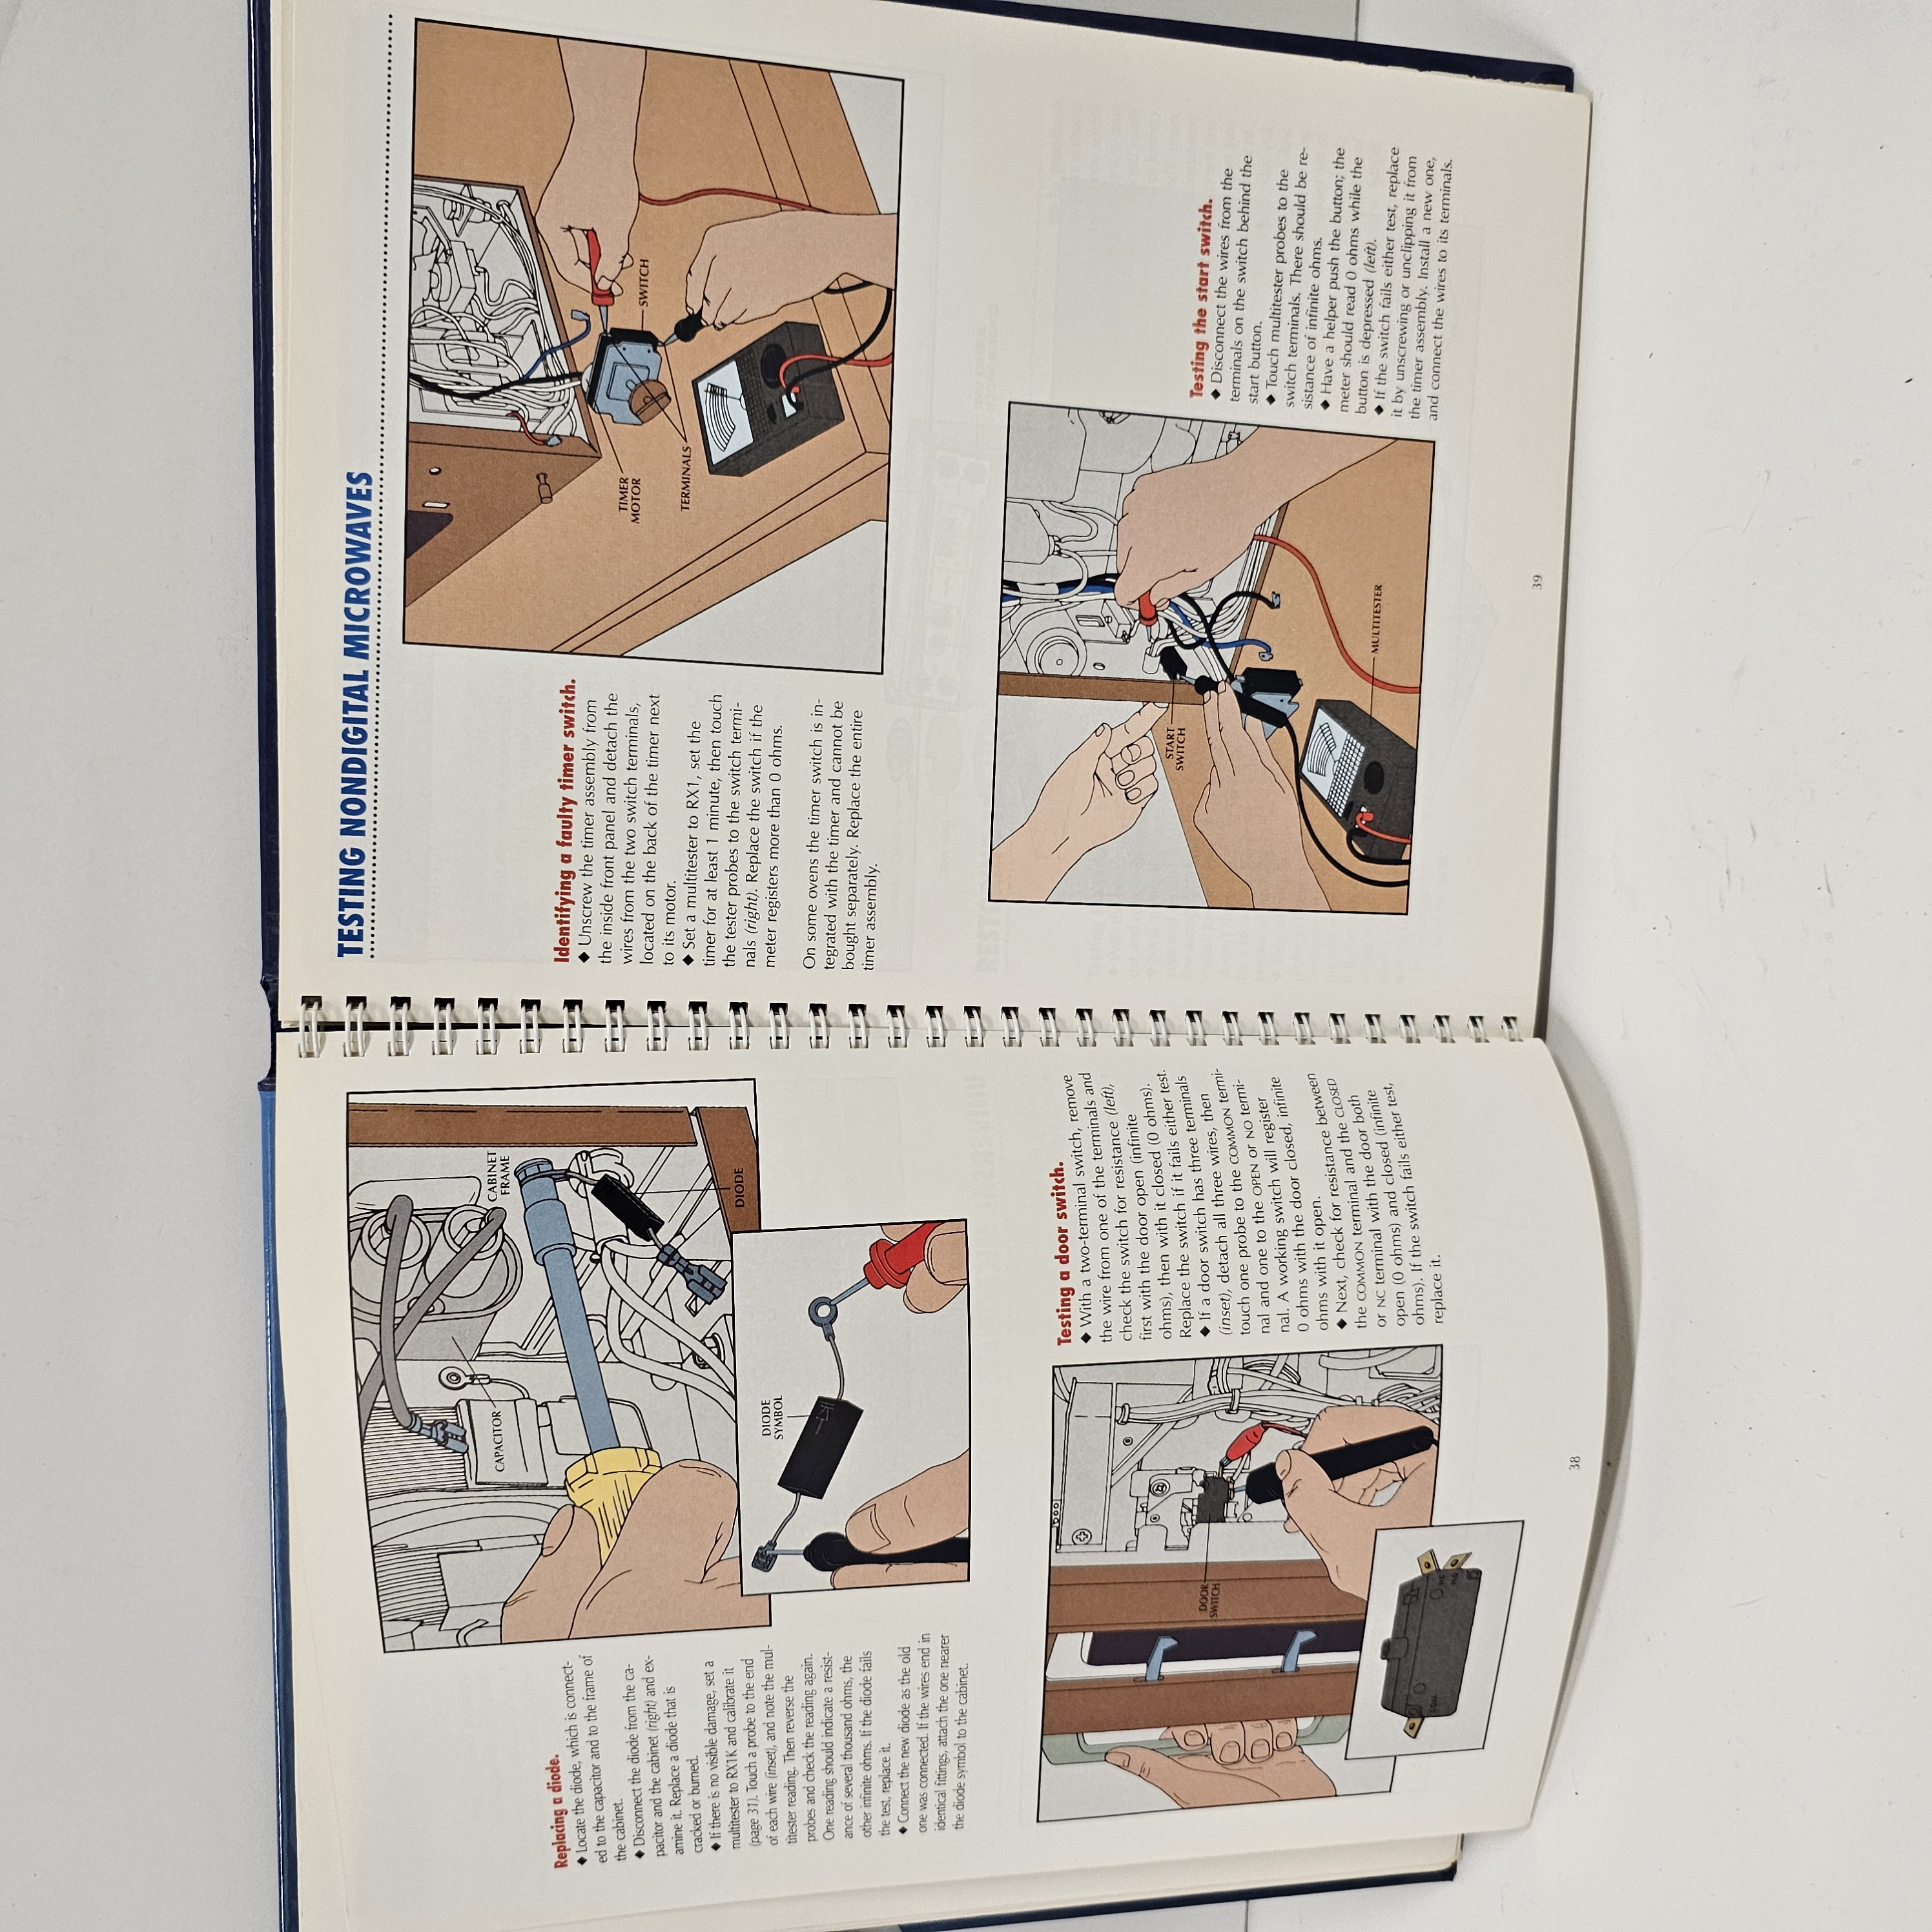 Replacing a diode.
◆ Locate the diode, which is connect-
ed to the capacitor and to the frame of
the cabinet.
◆ Disconnect the diode from the ca-
pacitor and the cabinet (right) and ex-
amine it. Replace a diode that is
cracked or burned.
◆ If there is no visible damage, set a
multitester to RX1K and calibrate it
(page 31). Touch a probe to the end
of each wire (inset), and note the mul-
titester reading. Then reverse the
probes and check the reading again.
One reading should indicate a resist-
ance of several thousand ohms, the
other infinite ohms. If the diode fails
the test, replace it.
◆ Connect the new diode as the old
one was connected. If the wires end in
identical fittings, attach the one nearer
the diode symbol to the cabinet.
CAPACITOR
CABINET
FRAME
DIODE
DIODE
SYMBOL
DOOR
SWITCH
COM
Testing a door switch.
◆ With a two-terminal switch, remove
the wire from one of the terminals and
check the switch for resistance (left),
first with the door open (infinite
ohms), then with it closed (0 ohms).
Replace the switch if it fails either test.
◆ If a door switch has three terminals
(inset), detach all three wires, then
touch one probe to the COMMON termi-
nal and one to the OPEN or NO termi-
nal. A working switch will register
0 ohms with the door closed, infinite
ohms with it open.
◆ Next, check for resistance between
the COMMON terminal and the CLOSED
or NC terminal with the door both
open (0 ohms) and closed (infinite
ohms). If the switch fails either test,
replace it.
38
TESTING NONDIGITAL MICROWAVES
Identifying a faulty timer switch.
◆ Unscrew the timer assembly from
the inside front panel and detach the
wires from the two switch terminals,
located on the back of the timer next
to its motor.
◆ Set a multitester to RX1, set the
timer for at least 1 minute, then touch
the tester probes to the switch termi-
nals (right). Replace the switch if the
meter registers more than 0 ohms.
On some ovens the timer switch is in-
tegrated with the timer and cannot be
bought separately. Replace the entire
timer assembly.
TIMER
MOTOR
SWITCH
TERMINALS
START
SWITCH
MULTITESTER
Testing the start switch.
◆ Disconnect the wires from the
terminals on the switch behind the
start button.
◆ Touch multitester probes to the
switch terminals. There should be re-
sistance of infinite ohms.
◆ Have a helper push the button; the
meter should read 0 ohms while the
button is depressed (left).
◆ If the switch fails either test, replace
it by unscrewing or unclipping it from
the timer assembly. Install a new one,
and connect the wires to its terminals.
39